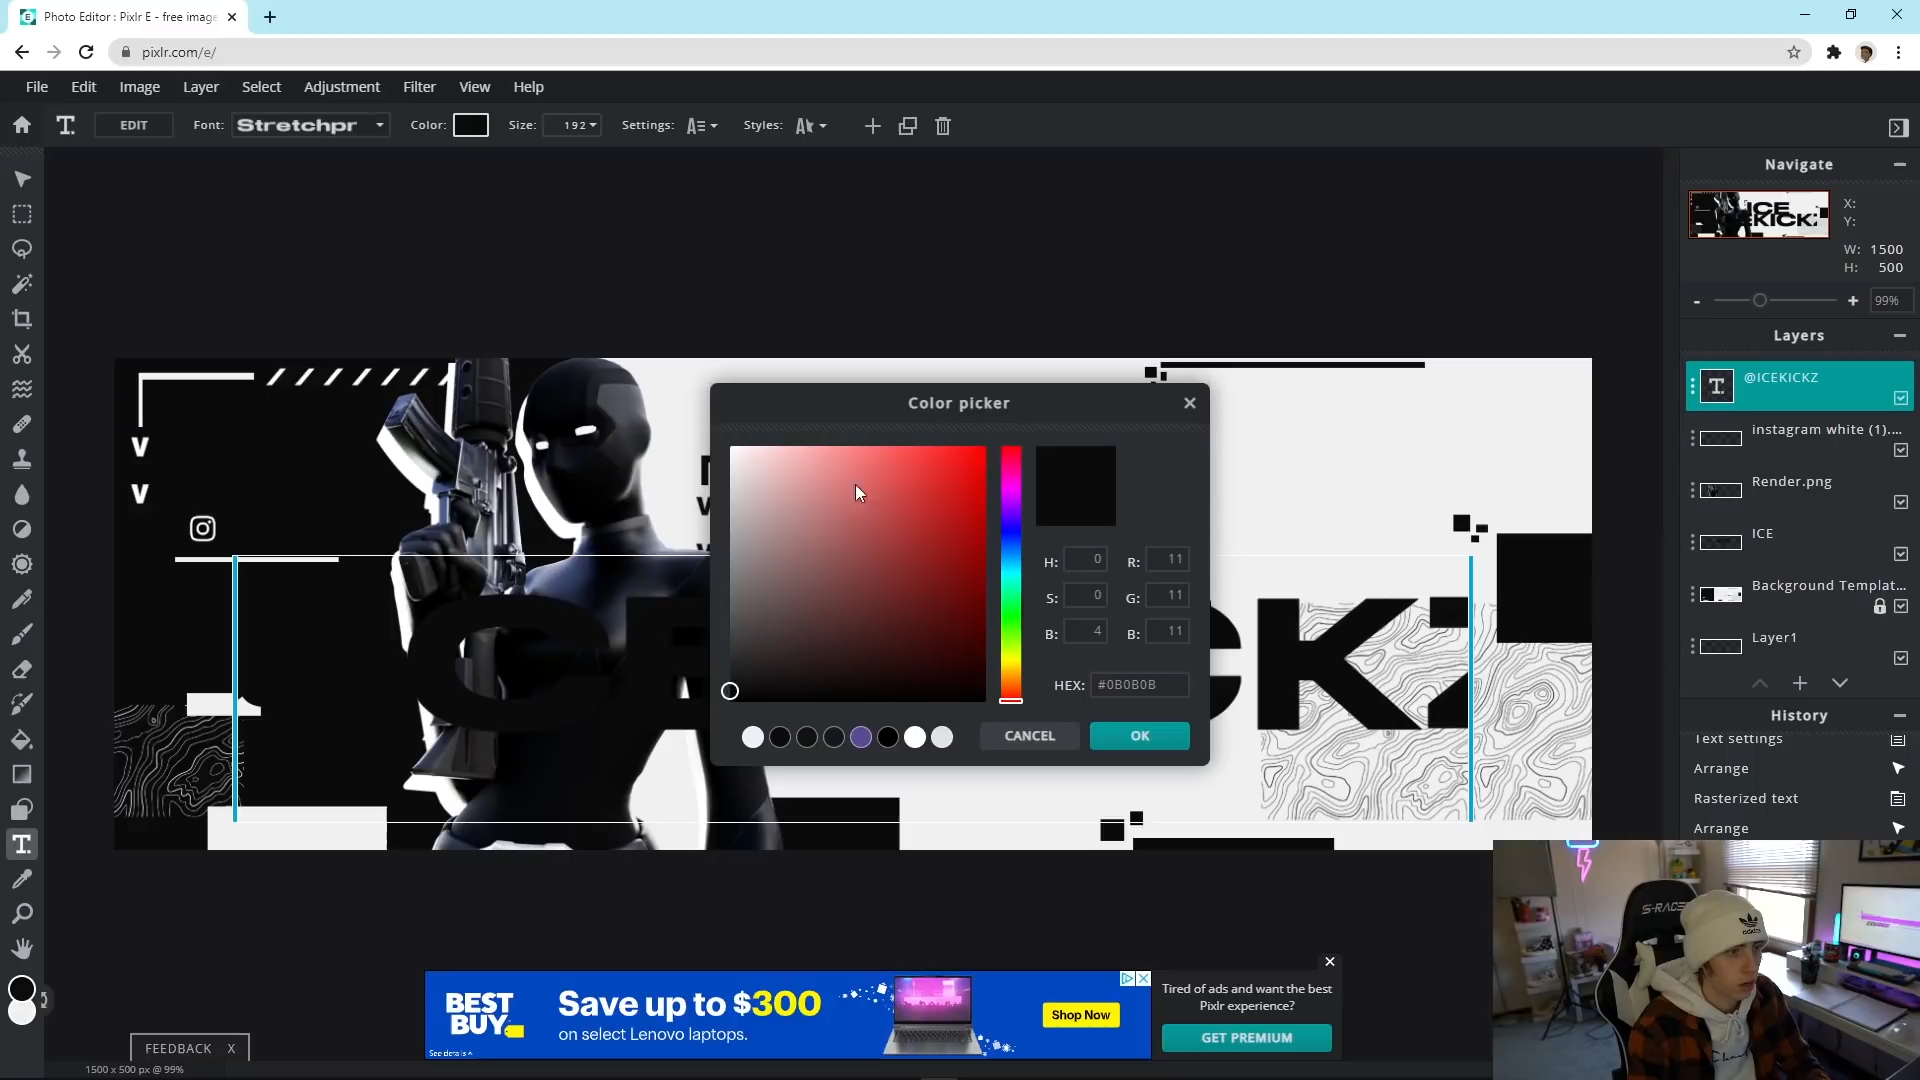 Photo Editor : Pixlr E - free image
pixlr.com/e/
File Edit Image Layer Select Adjustment Filter View Help
EDIT Font: Stretchpr Color: Size: 192 Settings: Styles:
Navigate
X:
Y:
W: 1500
H: 500
- + 99%
Layers
@ICEKICKZ
instagram white (1)....
Render.png
ICE
Background Templat...
Layer1
History
Text settings
Arrange
Rasterized text
Arrange
Color picker
H: 0 R: 11
S: 0 G: 11
B: 4 B: 11
HEX: #0B0B0B
CANCEL OK
V
V
BEST BUY
Save up to $300
on select Lenovo laptops.
See details
Shop Now
Tired of ads and want the best
Pixlr experience?
GET PREMIUM
FEEDBACK X
1500 x 500 px @ 99%
S-RACER
adidas